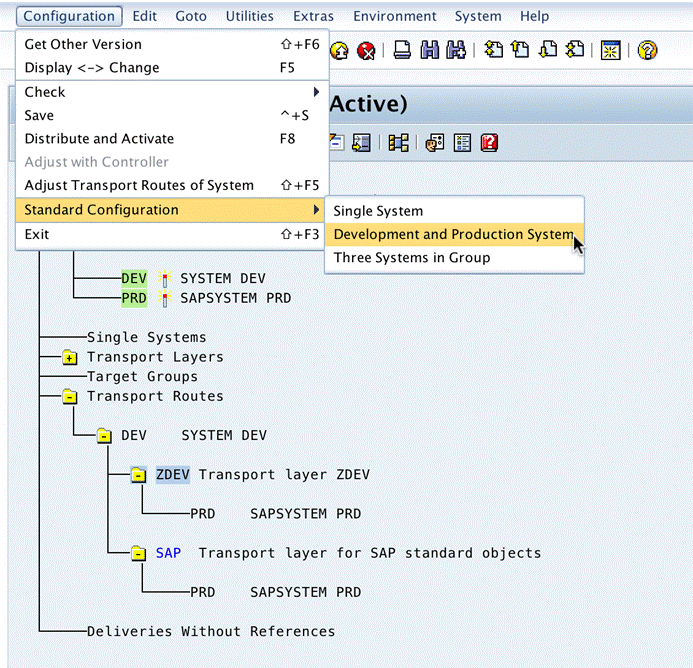 Configuration Edit Goto Utilities Extras Environment System Help
Get Other Version ⇧+F6
Display <-> Change F5
Check
Save ^+S
Distribute and Activate F8
Adjust with Controller
Adjust Transport Routes of System ⇧+F5
Standard Configuration
Exit ⇧+F3
Active)
Single System
Development and Production System
Three Systems in Group
DEV SYSTEM DEV
PRD SAPSYSTEM PRD
Single Systems
Transport Layers
Target Groups
Transport Routes
DEV SYSTEM DEV
ZDEV Transport layer ZDEV
PRD SAPSYSTEM PRD
SAP Transport layer for SAP standard objects
PRD SAPSYSTEM PRD
Deliveries Without References